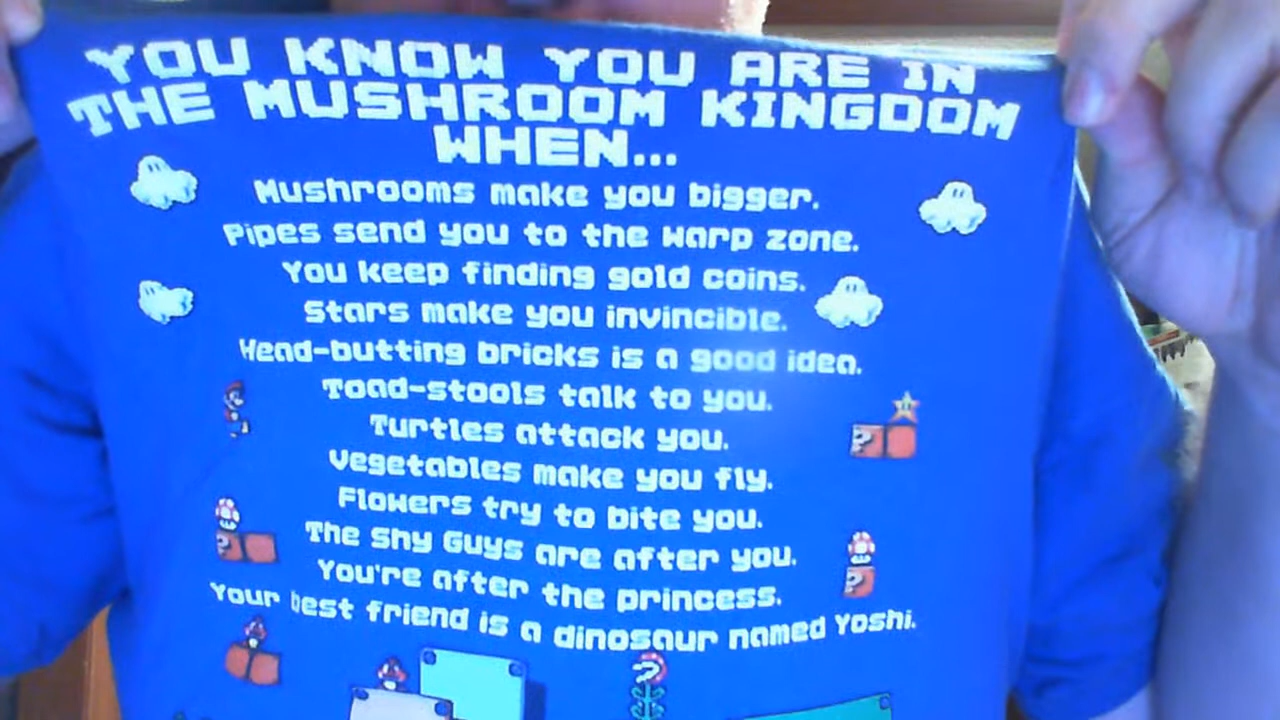 YOU KNOW YOU ARE IN
THE MUSHROOM KINGDOM
WHEN...
Mushrooms make you bigger.
Pipes send you to the warp zone.
You keep finding gold coins.
Stars make you invincible.
Head-butting bricks is a good idea.
Toad-stools talk to you.
Turtles attack you.
Vegetables make you fly.
Flowers try to bite you.
The Shy Guys are after you.
You're after the princess.
Your best friend is a dinosaur named Yoshi.